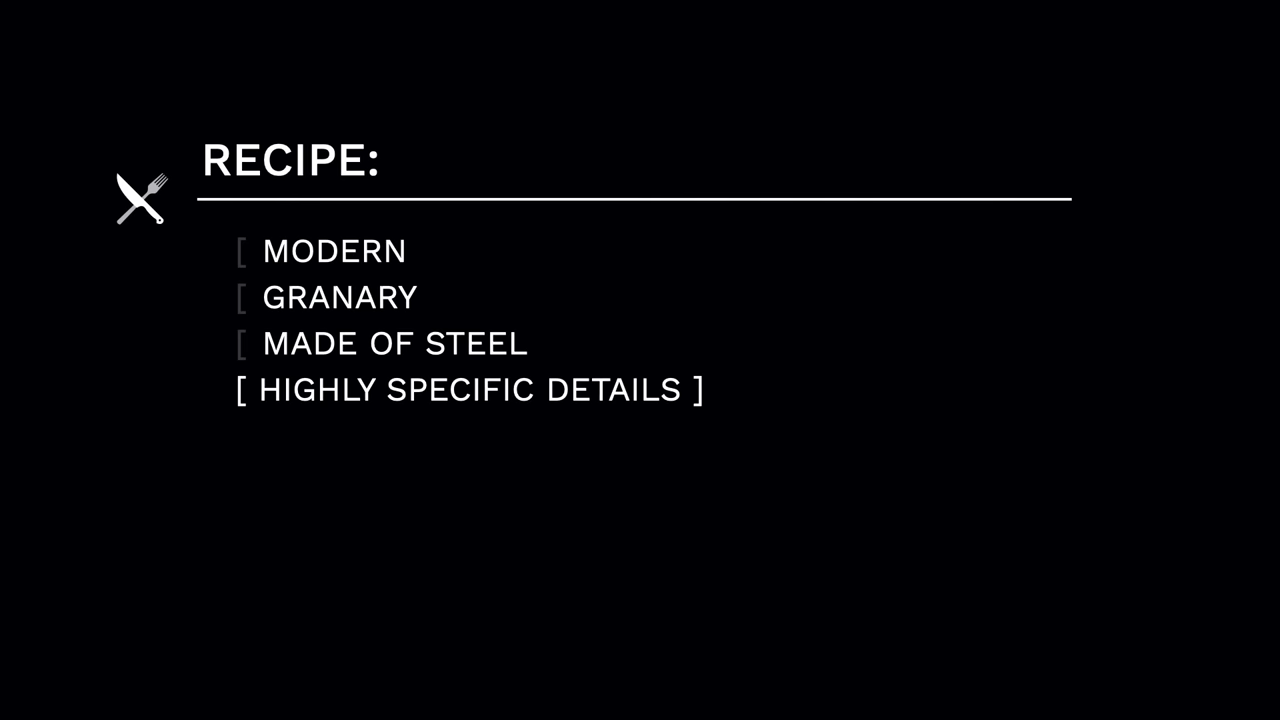 RECIPE:
[ MODERN
[ GRANARY
[ MADE OF STEEL
[ HIGHLY SPECIFIC DETAILS ]